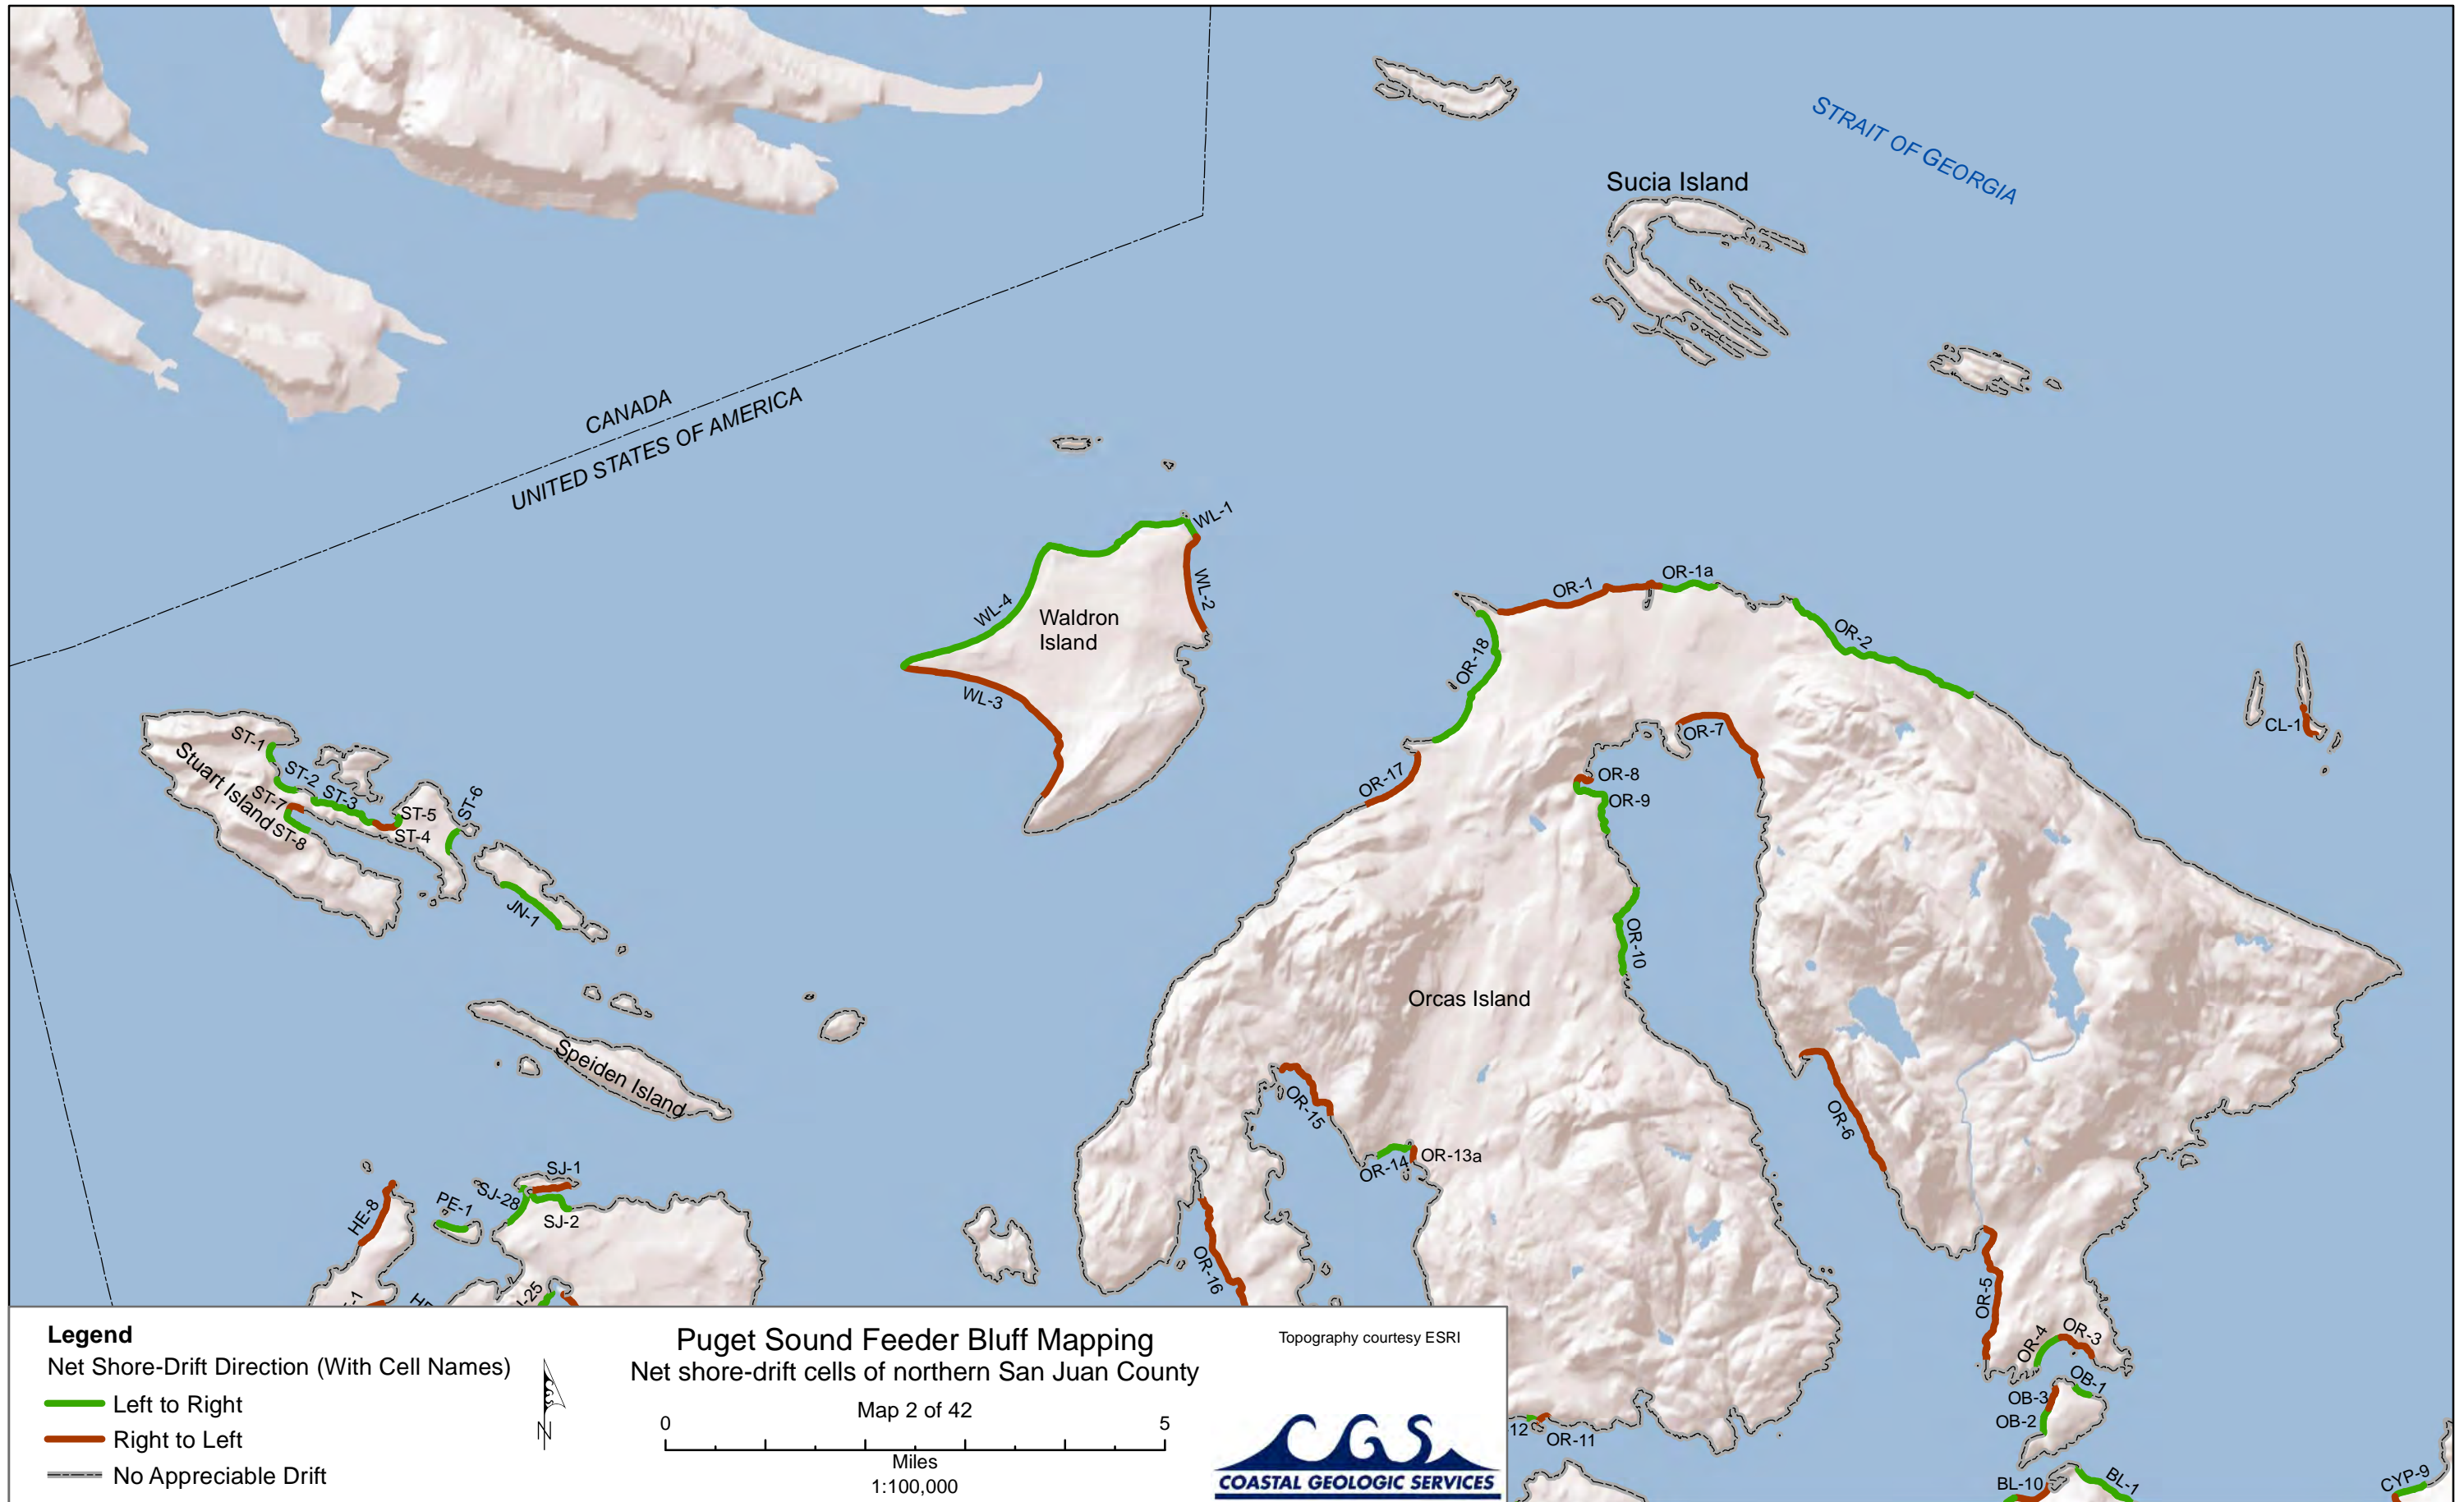 STRAIT OF GEORGIA
Sucia Island
CANADA
UNITED STATES OF AMERICA
WL-1
WL-2
WL-4
Waldron
Island
WL-3
OR-1
OR-1a
OR-2
OR-18
OR-17
OR-7
OR-8
OR-9
OR-10
CL-1
ST-1
ST-2
ST-3
ST-7
ST-5
ST-4
ST-6
ST-8
Stuart Island
JN-1
Orcas Island
Speiden Island
OR-15
OR-14
OR-13a
OR-6
OR-16
SJ-1
SJ-28
SJ-2
PE-1
HE-8
OR-5
OR-4
OR-3
OB-1
OB-3
OB-2
12
OR-11
BL-10
BL-1
CYP-9
Legend
Net Shore-Drift Direction (With Cell Names)
Left to Right
Right to Left
No Appreciable Drift
CGS
N
Puget Sound Feeder Bluff Mapping
Net shore-drift cells of northern San Juan County
Map 2 of 42
0 5
Miles
1:100,000
Topography courtesy ESRI
CGS
COASTAL GEOLOGIC SERVICES